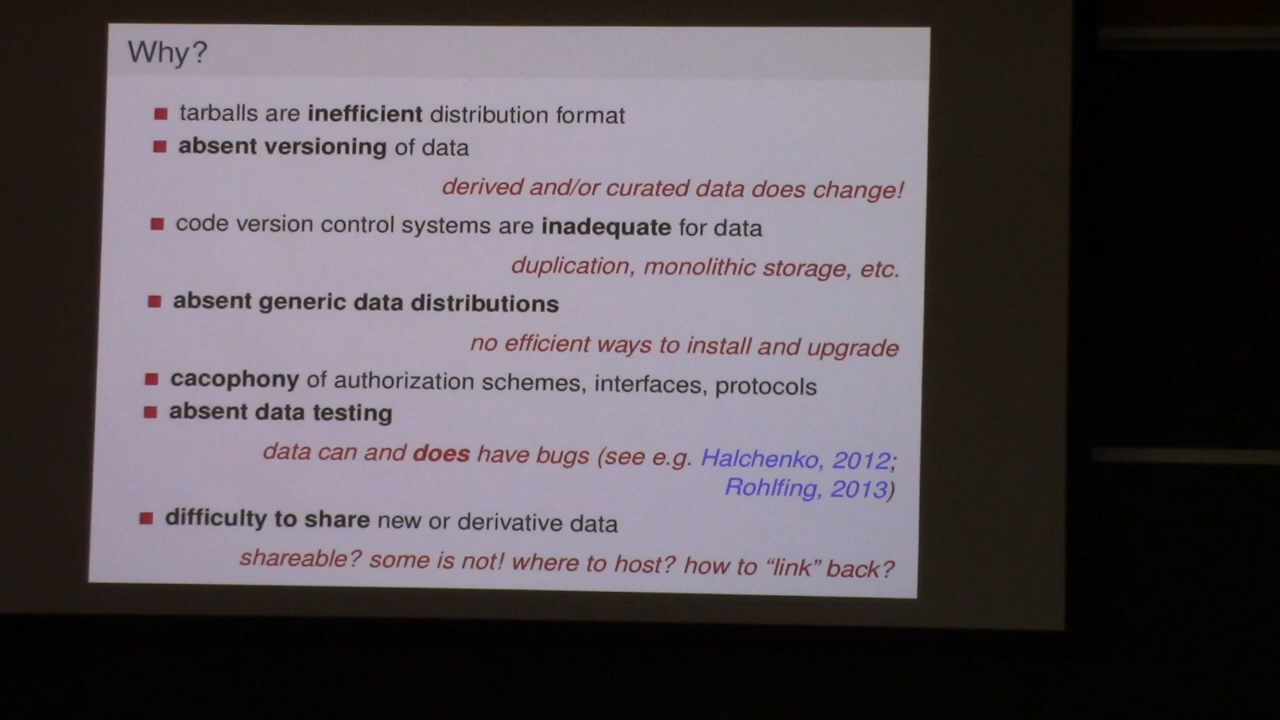 Why?
tarballs are inefficient distribution format
absent versioning of data
derived and/or curated data does change!
code version control systems are inadequate for data
duplication, monolithic storage, etc.
absent generic data distributions
no efficient ways to install and upgrade
cacophony of authorization schemes, interfaces, protocols
absent data testing
data can and does have bugs (see e.g. Halchenko, 2012;
Rohlfing, 2013)
difficulty to share new or derivative data
shareable? some is not! where to host? how to “link” back?